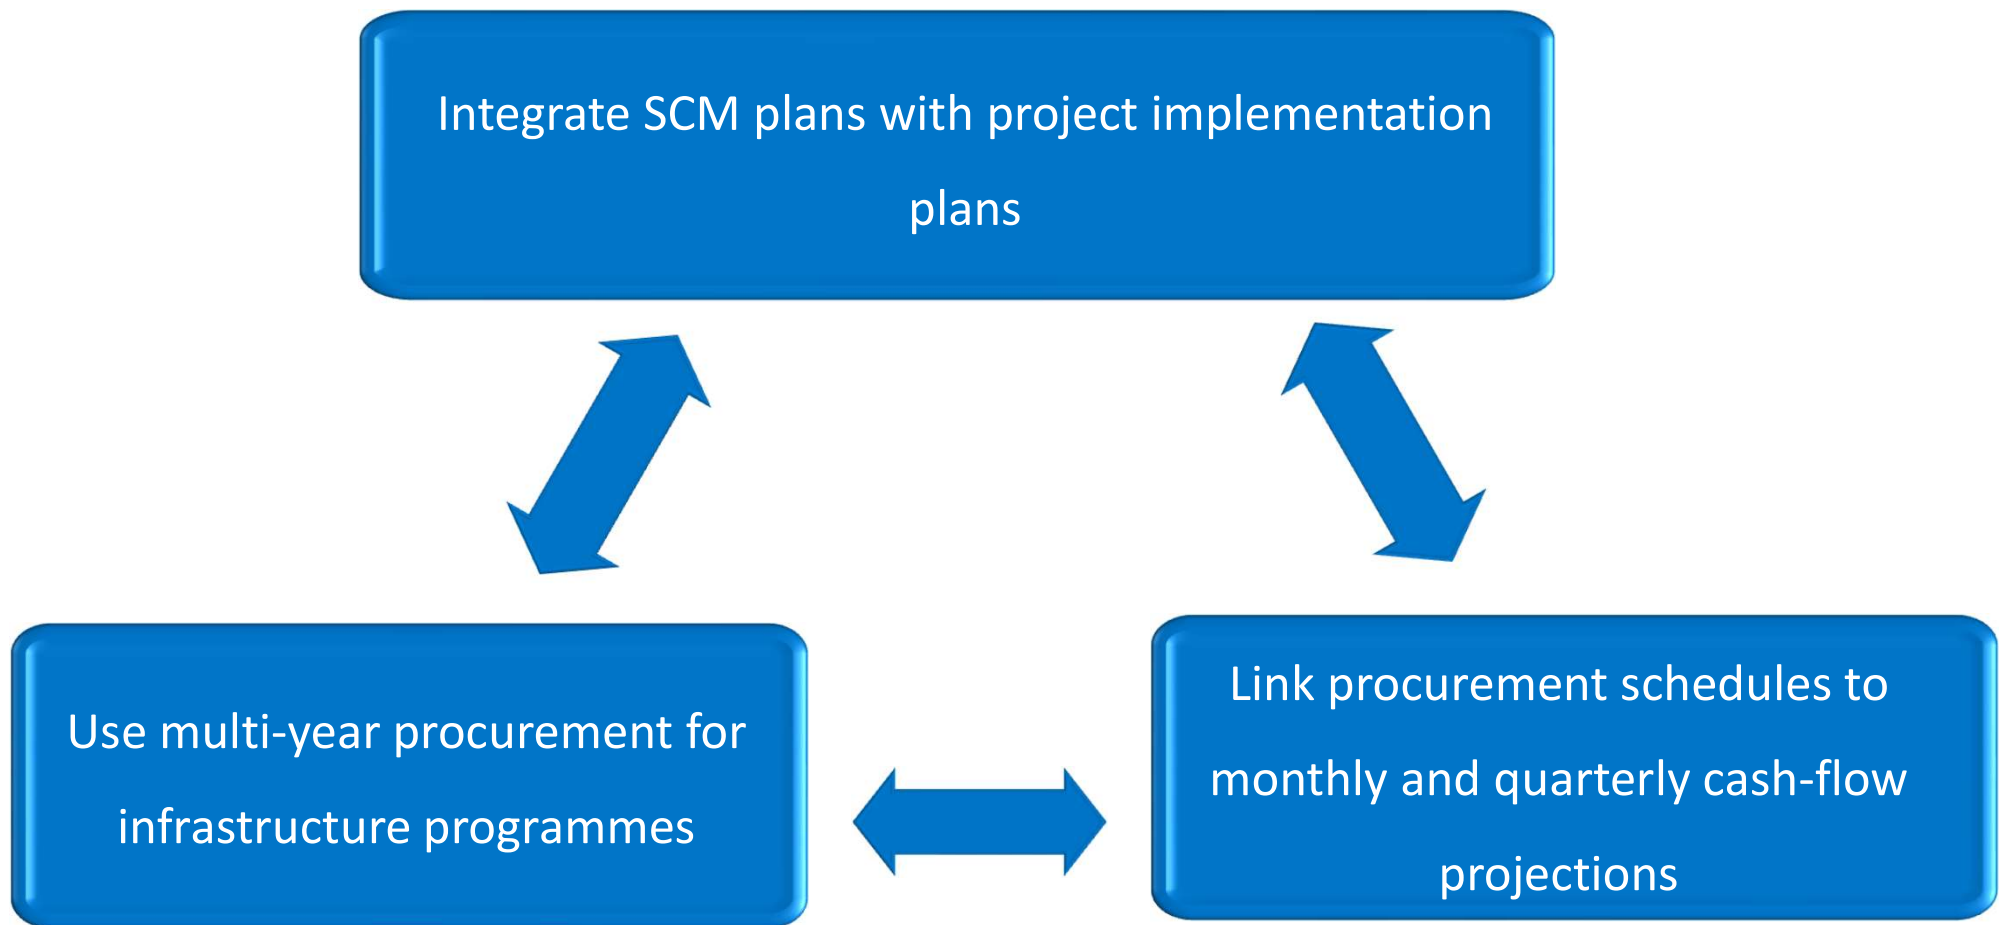 Integrate SCM plans with project implementation
plans
Use multi-year procurement for
infrastructure programmes
Link procurement schedules to
monthly and quarterly cash-flow
projections